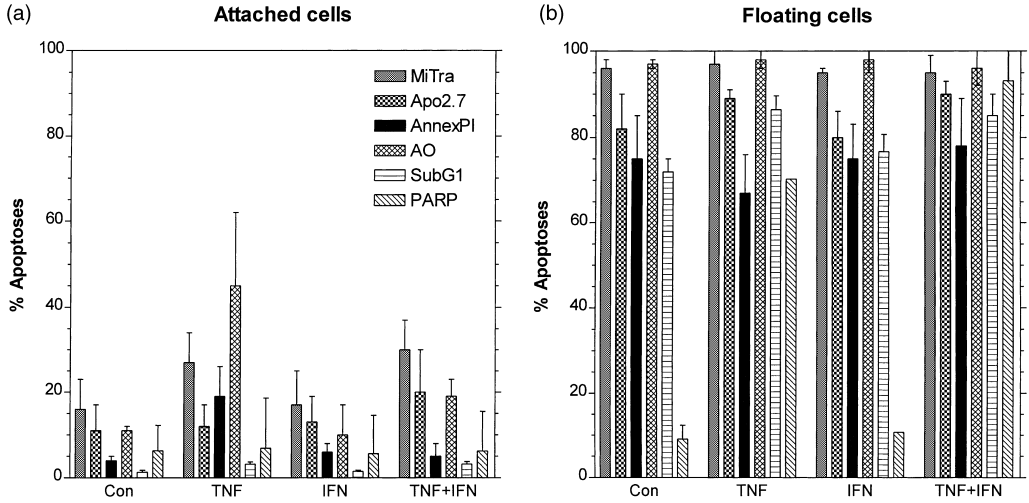 (a) Attached cells
100
80
60
40
20
0
% Apoptoses
MiTra
Apo2.7
AnnexPI
AO
SubG1
PARP
Con TNF IFN TNF+IFN
(b) Floating cells
100
80
60
40
20
0
% Apoptoses
Con TNF IFN TNF+IFN